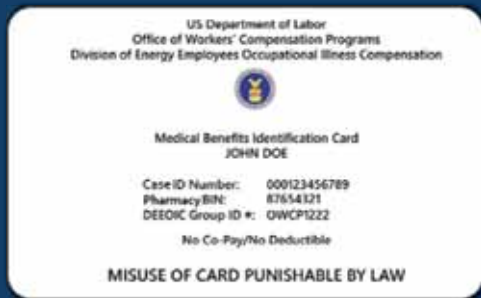 US Department of Labor
Office of Workers' Compensation Programs
Division of Energy Employees Occupational Illness Compensation
Medical Benefits Identification Card
JOHN DOE
Case ID Number: 000123456789
Pharmacy BIN: 87654321
DEEOIC Group ID #: OWCP1222
No Co-Pay/No Deductible
MISUSE OF CARD PUNISHABLE BY LAW